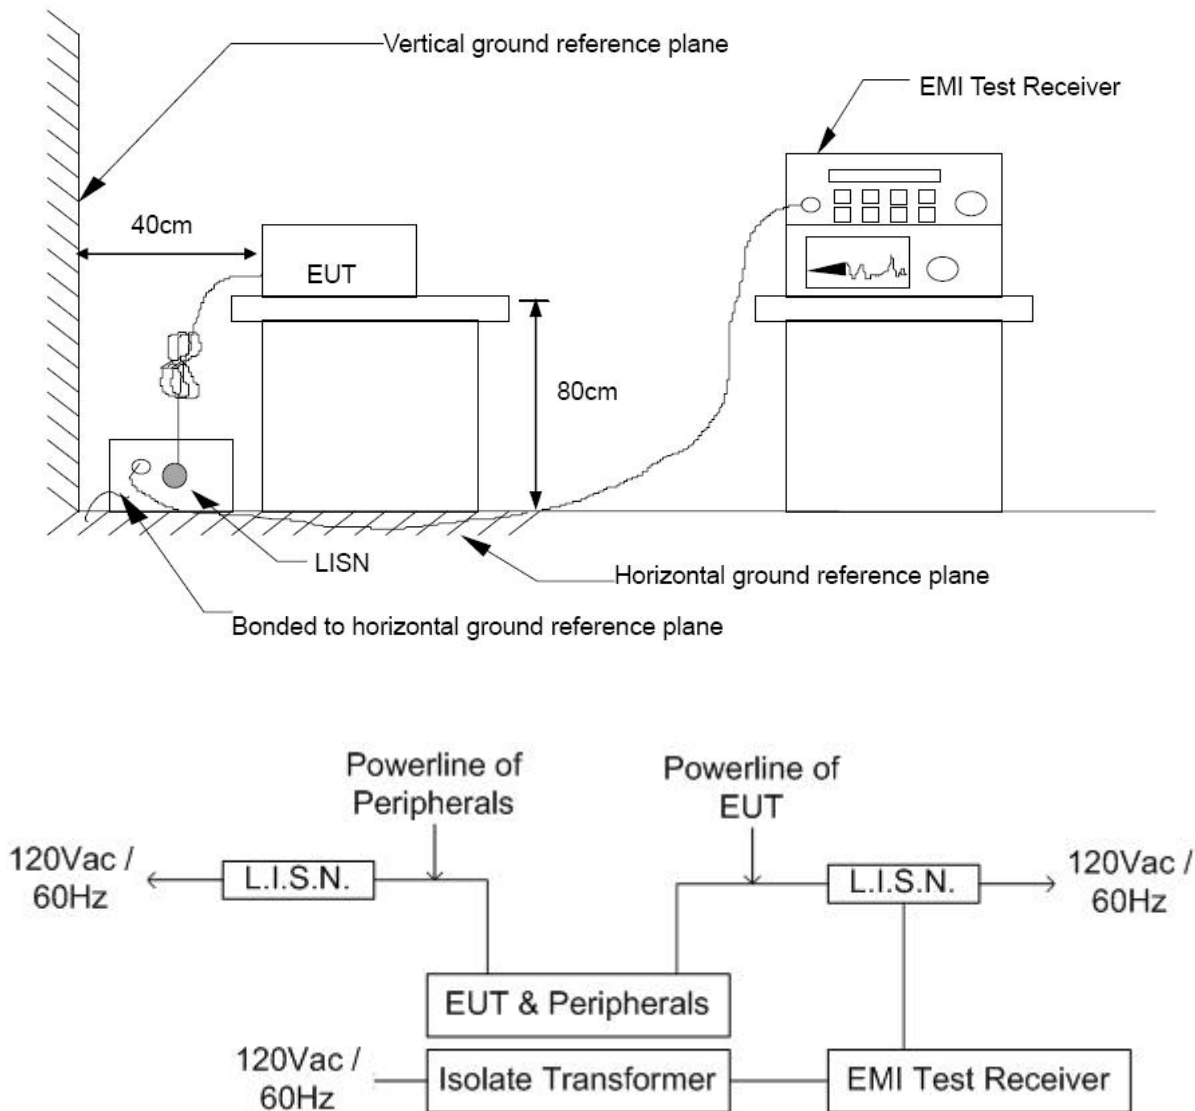 Vertical ground reference plane
EMI Test Receiver
40cm
EUT
80cm
LISN
Horizontal ground reference plane
Bonded to horizontal ground reference plane
Powerline of
Peripherals
Powerline of
EUT
120Vac /
60Hz
L.I.S.N.
L.I.S.N.
120Vac /
60Hz
EUT & Peripherals
120Vac /
60Hz
Isolate Transformer
EMI Test Receiver